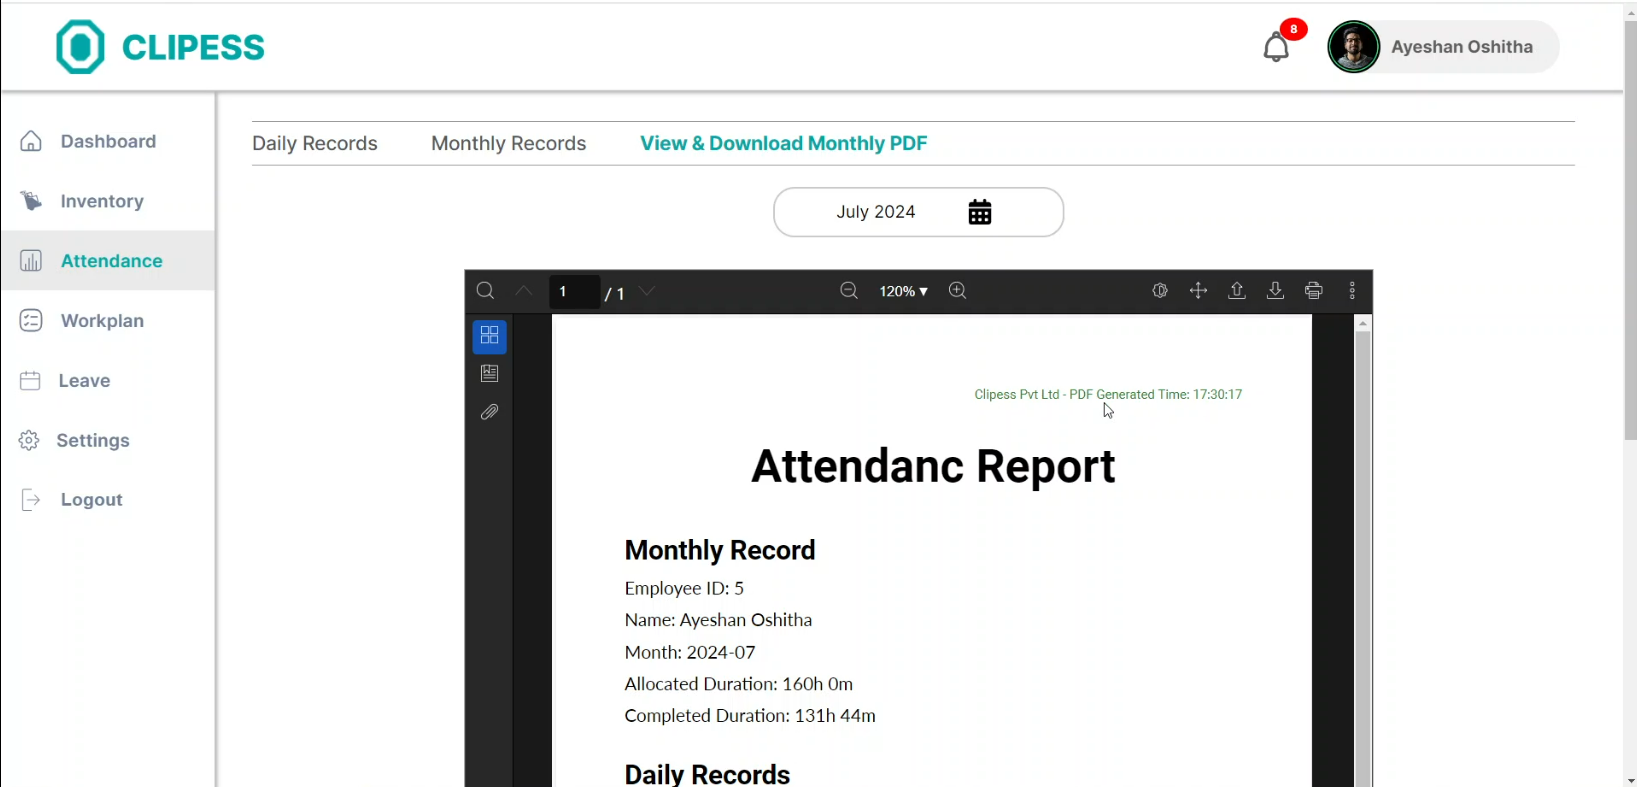 CLIPESS
8
Ayeshan Oshitha
Dashboard
Inventory
Attendance
Workplan
Leave
Settings
Logout
Daily Records
Monthly Records
View & Download Monthly PDF
July 2024
1 / 1
120%
Clipess Pvt Ltd - PDF Generated Time: 17:30:17
Attendanc Report
Monthly Record
Employee ID: 5
Name: Ayeshan Oshitha
Month: 2024-07
Allocated Duration: 160h 0m
Completed Duration: 131h 44m
Daily Records